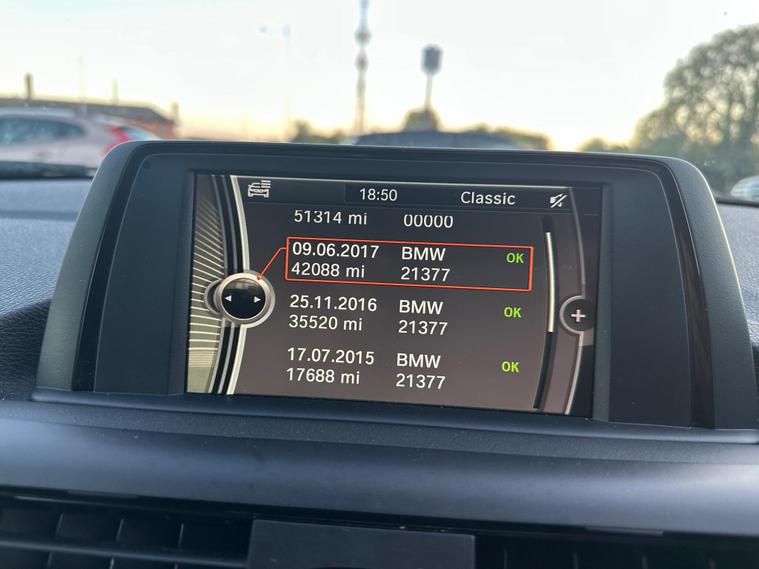 18:50 Classic
51314 mi 00000
09.06.2017 BMW OK
42088 mi 21377
25.11.2016 BMW OK
35520 mi 21377
17.07.2015 BMW OK
17688 mi 21377